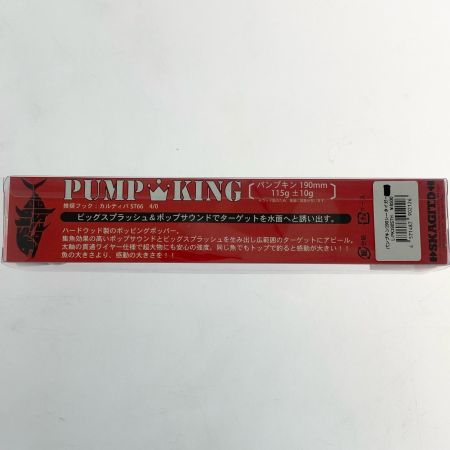 PUMP KING
[パンプキン 190mm
115g ±10g]
推奨フック:カルティバ ST66 4/0
ビッグスプラッシュ&ポップサウンドでターゲットを水面へと誘い出す。
ハードウッド製のポッピングポッパー。
集魚効果の高いポップサウンドとビッグスプラッシュを生み出し広範囲のターゲットにアピール。
太軸の貫通ワイヤー仕様で超大物にも安心の強度。同じ魚でもトップで釣ると感動が大きい!!
魚の大きさより、感動の大きさを!!
SKAGIT